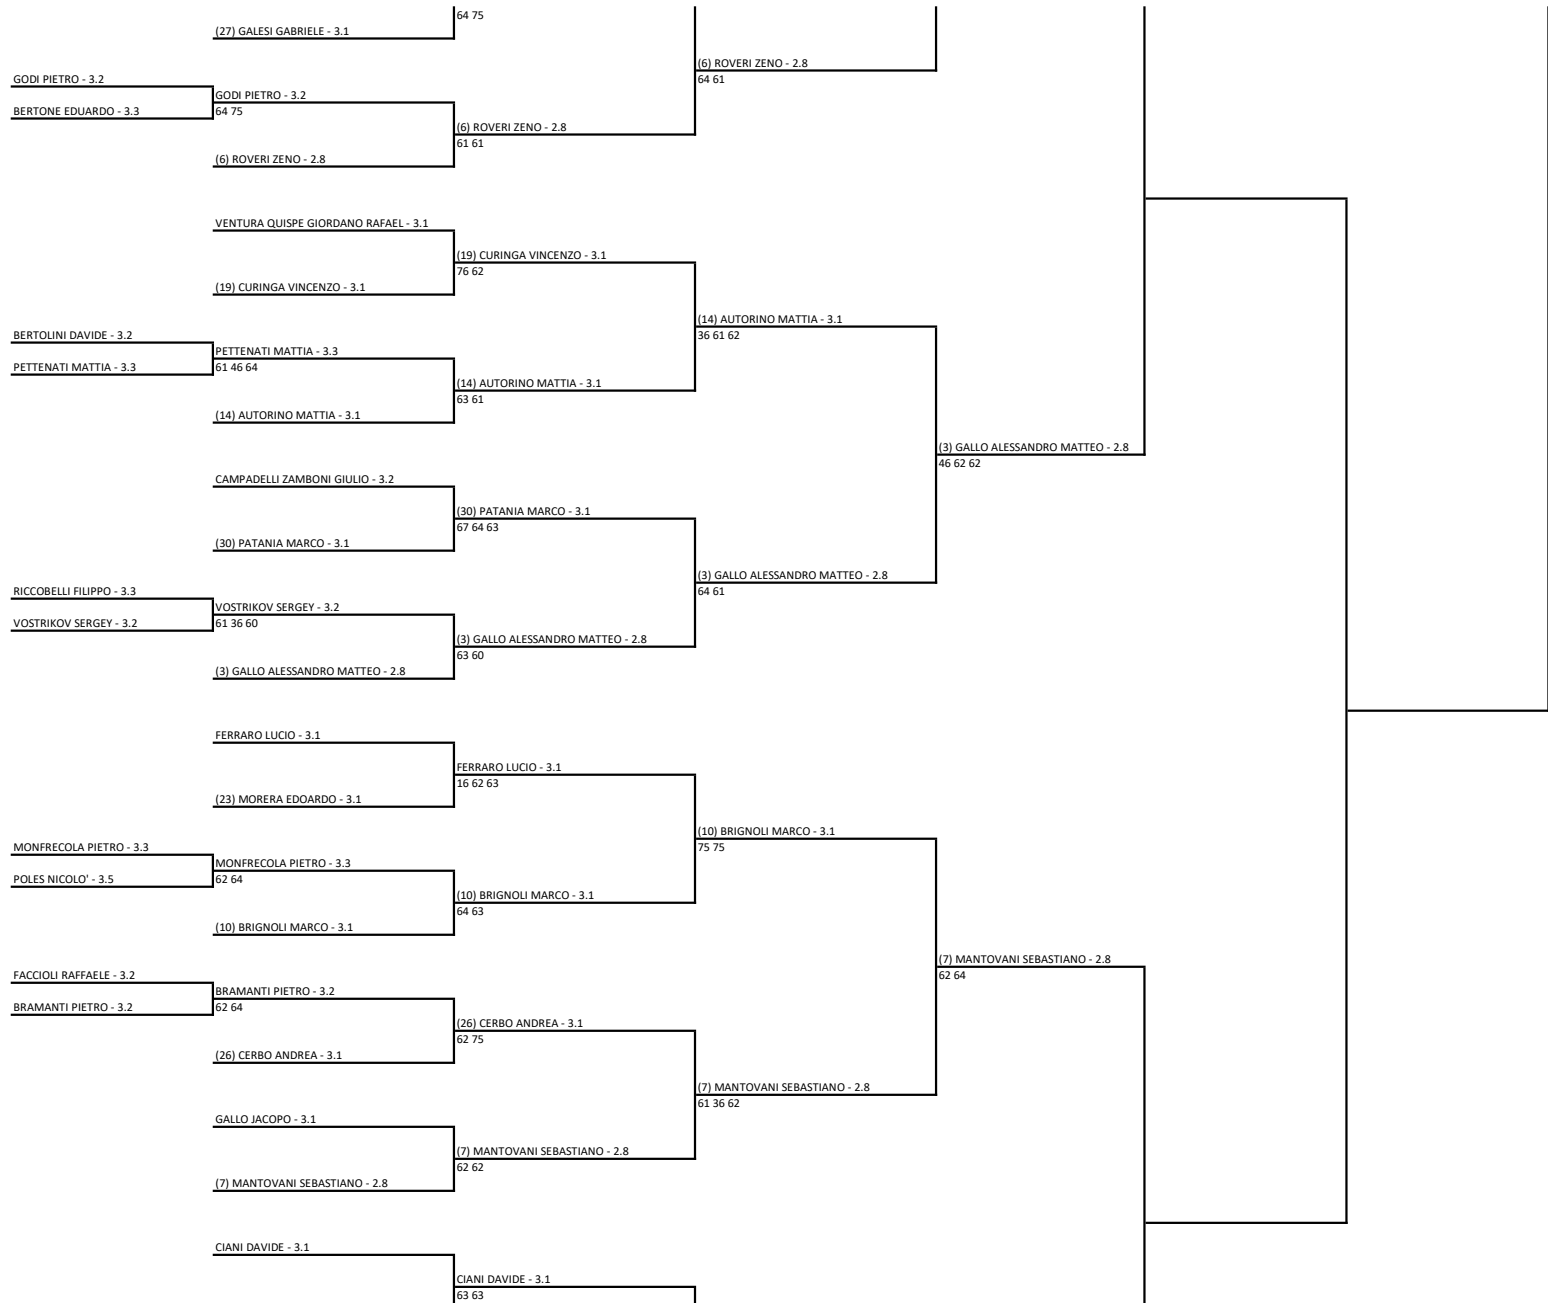 64 75
(27) GALESI GABRIELE - 3.1
(6) ROVERI ZENO - 2.8
64 61
GODI PIETRO - 3.2
GODI PIETRO - 3.2
BERTONE EDUARDO - 3.3
64 75
(6) ROVERI ZENO - 2.8
61 61
(6) ROVERI ZENO - 2.8
VENTURA QUISPE GIORDANO RAFAEL - 3.1
(19) CURINGA VINCENZO - 3.1
76 62
(19) CURINGA VINCENZO - 3.1
(14) AUTORINO MATTIA - 3.1
36 61 62
BERTOLINI DAVIDE - 3.2
PETTENATI MATTIA - 3.3
PETTENATI MATTIA - 3.3
61 46 64
(14) AUTORINO MATTIA - 3.1
63 61
(14) AUTORINO MATTIA - 3.1
(3) GALLO ALESSANDRO MATTEO - 2.8
46 62 62
CAMPADELLI ZAMBONI GIULIO - 3.2
(30) PATANIA MARCO - 3.1
67 64 63
(30) PATANIA MARCO - 3.1
(3) GALLO ALESSANDRO MATTEO - 2.8
64 61
RICCOBELLI FILIPPO - 3.3
VOSTRIKOV SERGEY - 3.2
VOSTRIKOV SERGEY - 3.2
61 36 60
(3) GALLO ALESSANDRO MATTEO - 2.8
63 60
(3) GALLO ALESSANDRO MATTEO - 2.8
FERRARO LUCIO - 3.1
FERRARO LUCIO - 3.1
16 62 63
(23) MORERA EDOARDO - 3.1
(10) BRIGNOLI MARCO - 3.1
75 75
MONFRECOLA PIETRO - 3.3
MONFRECOLA PIETRO - 3.3
POLES NICOLO' - 3.5
62 64
(10) BRIGNOLI MARCO - 3.1
64 63
(10) BRIGNOLI MARCO - 3.1
(7) MANTOVANI SEBASTIANO - 2.8
62 64
FACCIOLI RAFFAELE - 3.2
BRAMANTI PIETRO - 3.2
BRAMANTI PIETRO - 3.2
62 64
(26) CERBO ANDREA - 3.1
62 75
(26) CERBO ANDREA - 3.1
(7) MANTOVANI SEBASTIANO - 2.8
61 36 62
GALLO JACOPO - 3.1
(7) MANTOVANI SEBASTIANO - 2.8
62 62
(7) MANTOVANI SEBASTIANO - 2.8
CIANI DAVIDE - 3.1
CIANI DAVIDE - 3.1
63 63